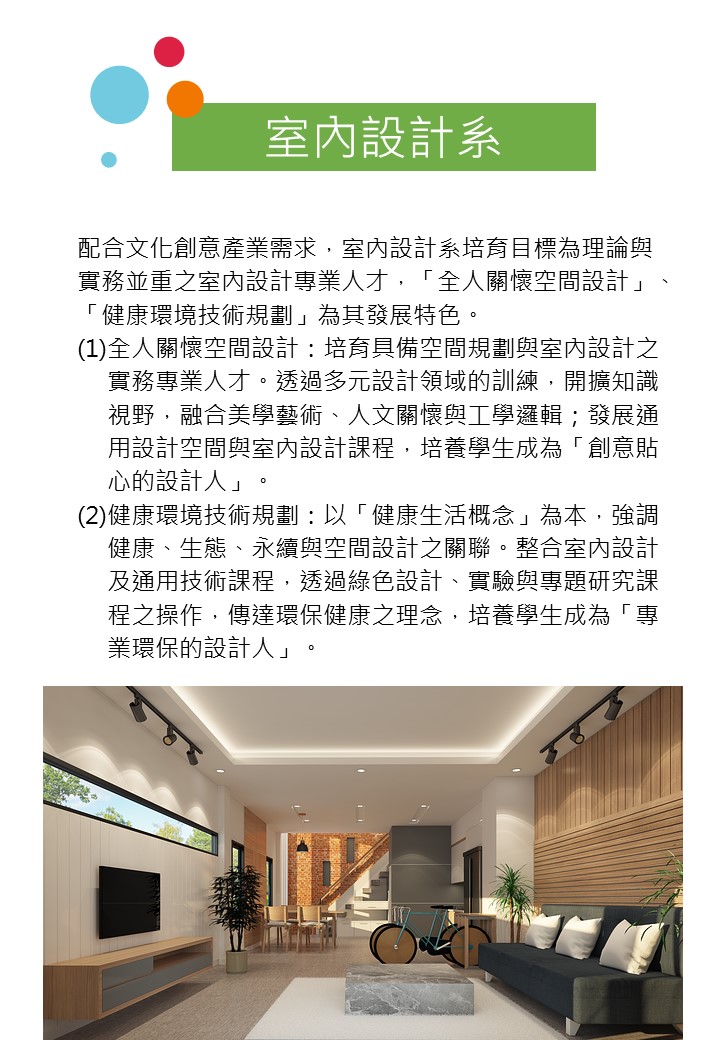 室內設計系
配合文化創意產業需求，室內設計系培育目標為理論與
實務並重之室內設計專業人才，「全人關懷空間設計」、
「健康環境技術規劃」為其發展特色。
(1)全人關懷空間設計：培育具備空間規劃與室內設計之
實務專業人才。透過多元設計領域的訓練，開擴知識
視野，融合美學藝術、人文關懷與工學邏輯；發展通
用設計空間與室內設計課程，培養學生成為「創意貼
心的設計人」。
(2)健康環境技術規劃：以「健康生活概念」為本，強調
健康、生態、永續與空間設計之關聯。整合室內設計
及通用技術課程，透過綠色設計、實驗與專題研究課
程之操作，傳達環保健康之理念，培養學生成為「專
業環保的設計人」。